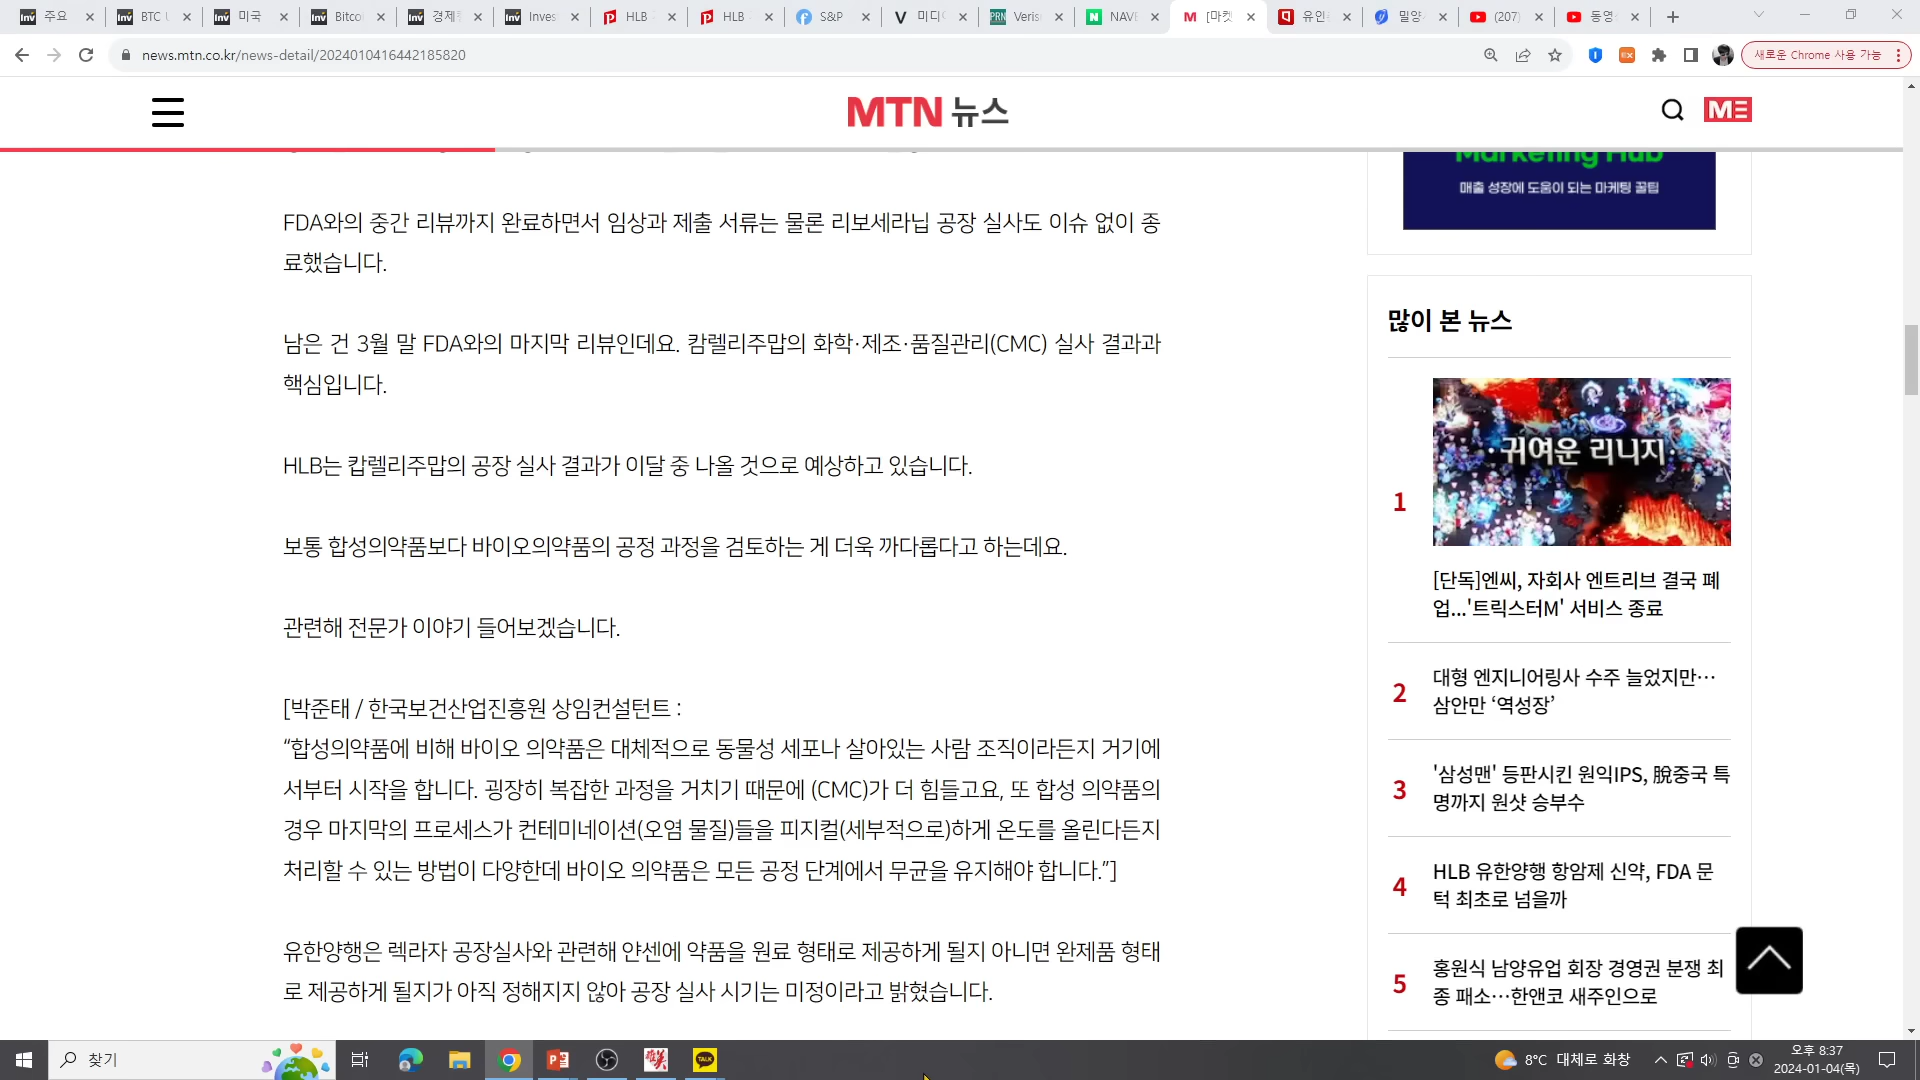 주요
BTC U
미국
Bitcoi
경제
Inves
HLB
HLB
S&P
미디
Veris
NAVE
[마켓
유인
밀양
(207)
동영
news.mtn.co.kr/news-detail/2024010416442185820
새로운 Chrome 사용 가능
MTN 뉴스
ME
Marketing Hub
매출 성장에 도움이 되는 마케팅 꿀팁
FDA와의 중간 리뷰까지 완료하면서 임상과 제출 서류는 물론 리보세라닙 공장 실사도 이슈 없이 종
료했습니다.
남은 건 3월 말 FDA와의 마지막 리뷰인데요. 캄렐리주맙의 화학·제조·품질관리(CMC) 실사 결과과
핵심입니다.
HLB는 캅렐리주맙의 공장 실사 결과가 이달 중 나올 것으로 예상하고 있습니다.
보통 합성의약품보다 바이오의약품의 공정 과정을 검토하는 게 더욱 까다롭다고 하는데요.
관련해 전문가 이야기 들어보겠습니다.
[박준태 / 한국보건산업진흥원 상임컨설턴트 :
“합성의약품에 비해 바이오 의약품은 대체적으로 동물성 세포나 살아있는 사람 조직이라든지 거기에
서부터 시작을 합니다. 굉장히 복잡한 과정을 거치기 때문에 (CMC)가 더 힘들고요, 또 합성 의약품의
경우 마지막의 프로세스가 컨테미네이션(오염 물질)들을 피지컬(세부적으로)하게 온도를 올린다든지
처리할 수 있는 방법이 다양한데 바이오 의약품은 모든 공정 단계에서 무균을 유지해야 합니다.”]
유한양행은 렉라자 공장실사와 관련해 얀센에 약품을 원료 형태로 제공하게 될지 아니면 완제품 형태
로 제공하게 될지가 아직 정해지지 않아 공장 실사 시기는 미정이라고 밝혔습니다.
많이 본 뉴스
귀여운 리니지
1
[단독]엔씨, 자회사 엔트리브 결국 폐
업...'트릭스터M' 서비스 종료
2
대형 엔지니어링사 수주 늘었지만…
삼안만 ‘역성장’
3
'삼성맨' 등판시킨 원익IPS, 脫중국 특
명까지 원샷 승부수
4
HLB 유한양행 항암제 신약, FDA 문
턱 최초로 넘을까
5
홍원식 남양유업 회장 경영권 분쟁 최
종 패소…한앤코 새주인으로
찾기
TALK
8°C 대체로 화창
오후 8:37
2024-01-04(목)